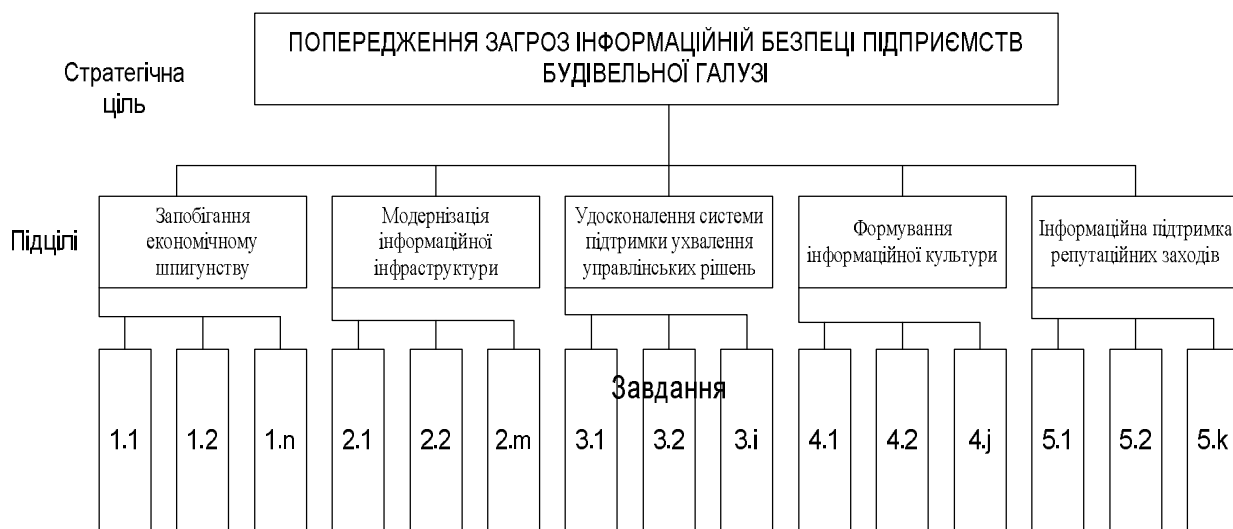 ПОПЕРЕДЖЕННЯ ЗАГРОЗ ІНФОРМАЦІЙНІЙ БЕЗПЕЦІ ПІДПРИЄМСТВ
БУДІВЕЛЬНОЇ ГАЛУЗІ
Стратегічна
ціль
Підцілі
Запобігання
економічному
шпигунству
Модернізація
інформаційної
інфраструктури
Удосконалення системи
підтримки ухвалення
управлінських рішень
Формування
інформаційної культури
Інформаційна підтримка
репутаційних заходів
Завдання
1.1
1.2
1.n
2.1
2.2
2.m
3.1
3.2
3.i
4.1
4.2
4.j
5.1
5.2
5.k